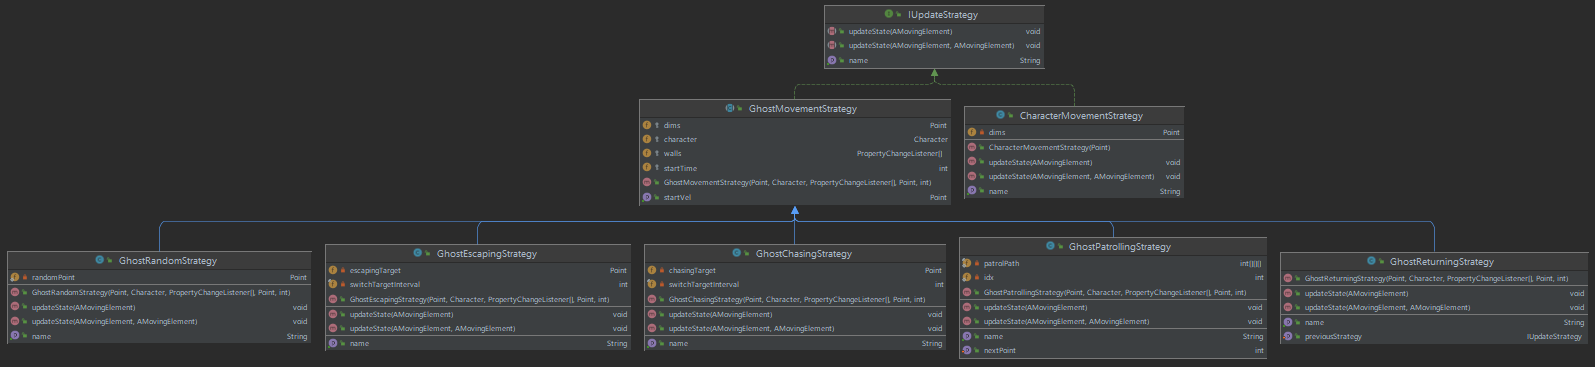 IUpdateStrategy
updateState(AMovingElement) void
updateState(AMovingElement, AMovingElement) void
name String
GhostMovementStrategy
dims Point
character Character
walls PropertyChangeListener[]
startTime int
GhostMovementStrategy(Point, Character, PropertyChangeListener[], Point, int)
startVel Point
CharacterMovementStrategy
dims Point
CharacterMovementStrategy(Point)
updateState(AMovingElement) void
updateState(AMovingElement, AMovingElement) void
name String
GhostRandomStrategy
randomPoint Point
GhostRandomStrategy(Point, Character, PropertyChangeListener[], Point, int)
updateState(AMovingElement) void
updateState(AMovingElement, AMovingElement) void
name String
GhostEscapingStrategy
escapingTarget Point
switchTargetInterval int
GhostEscapingStrategy(Point, Character, PropertyChangeListener[], Point, int)
updateState(AMovingElement) void
updateState(AMovingElement, AMovingElement) void
name String
GhostChasingStrategy
chasingTarget Point
switchTargetInterval int
GhostChasingStrategy(Point, Character, PropertyChangeListener[], Point, int)
updateState(AMovingElement) void
updateState(AMovingElement, AMovingElement) void
name String
GhostPatrollingStrategy
patrolPath int[][][]
idx int
GhostPatrollingStrategy(Point, Character, PropertyChangeListener[], Point, int)
updateState(AMovingElement) void
updateState(AMovingElement, AMovingElement) void
name String
nextPoint int
GhostReturningStrategy
GhostReturningStrategy(Point, Character, PropertyChangeListener[], Point, int)
updateState(AMovingElement) void
updateState(AMovingElement, AMovingElement) void
name String
previousStrategy IUpdateStrategy